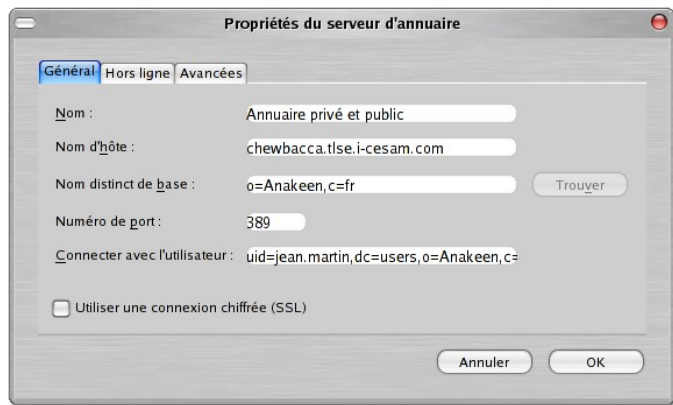 Propriétés du serveur d'annuaire
Général Hors ligne Avancées
Nom : Annuaire privé et public
Nom d'hôte : chewbacca.tlse.i-cesam.com
Nom distinct de base : o=Anakeen,c=fr Trouver
Numéro de port : 389
Connecter avec l'utilisateur : uid=jean.martin,dc=users,o=Anakeen,c=
Utiliser une connexion chiffrée (SSL)
Annuler OK